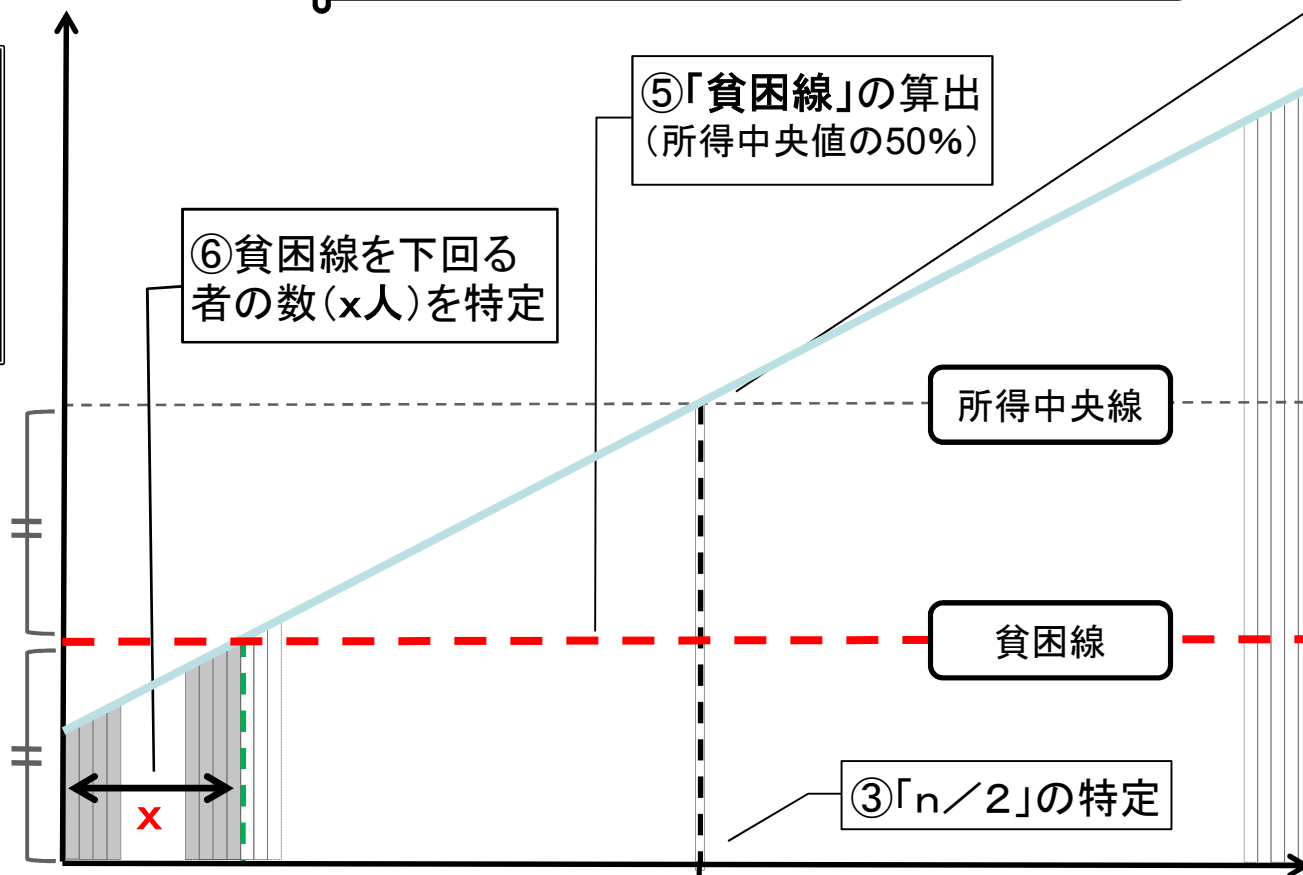 ⑤「貧困線」の算出
（所得中央値の50%）
⑥貧困線を下回る
者の数（x人）を特定
所得中央線
貧困線
③「n／2」の特定
x